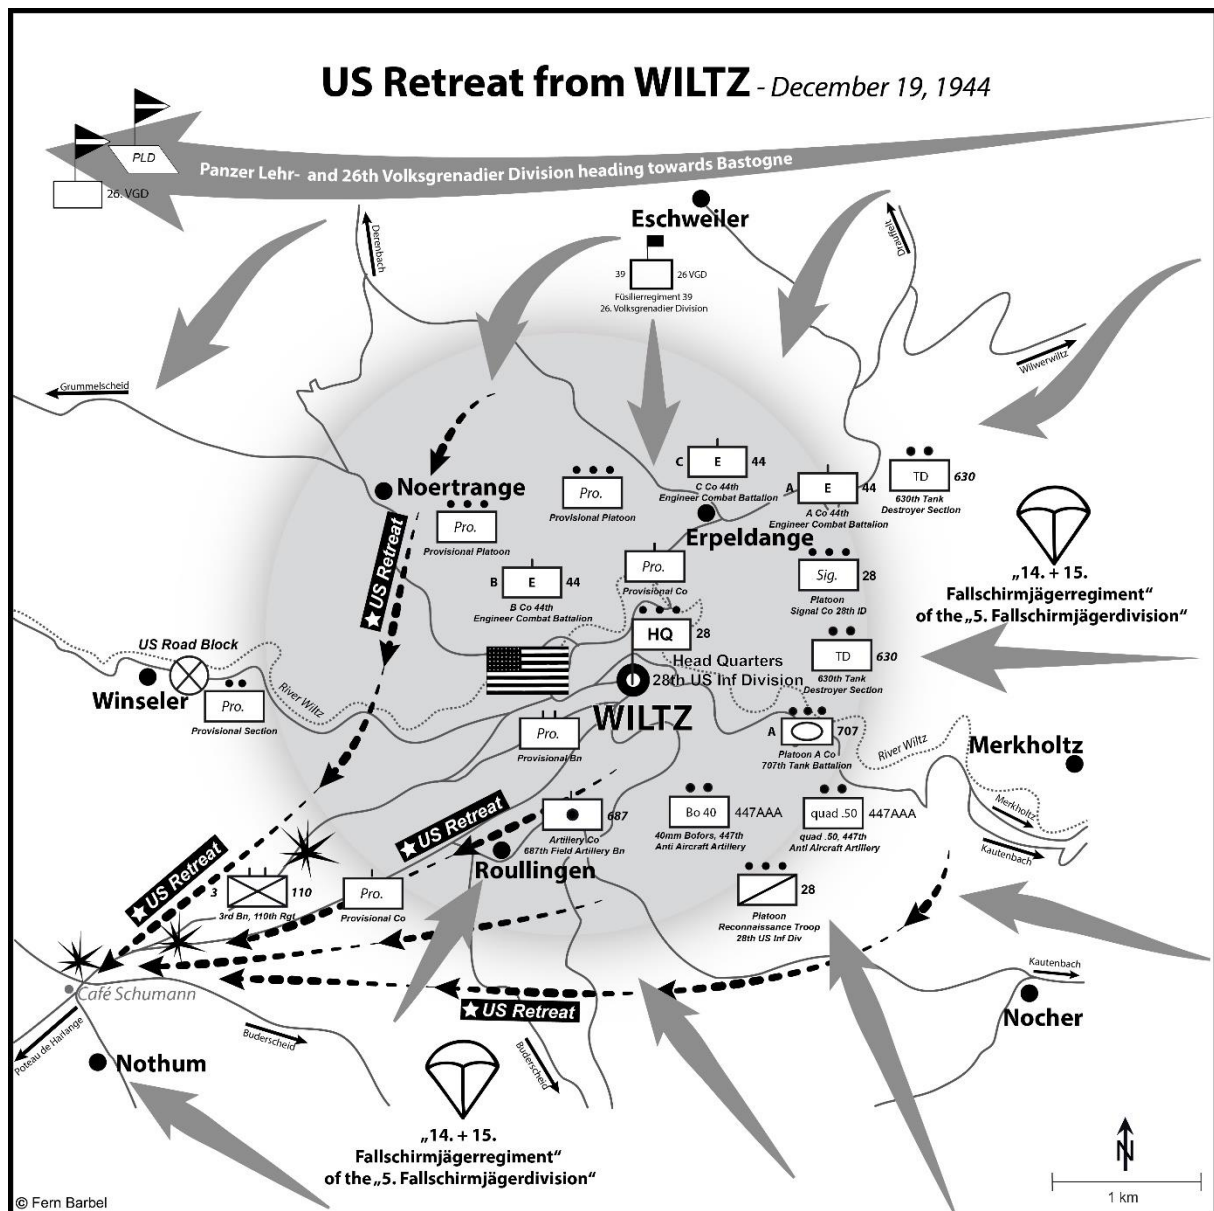 US Retreat from WILTZ - December 19, 1944
PLD
26. VGD
Panzer Lehr- and 26th Volksgrenadier Division heading towards Bastogne
Eschweiler
Derenbach
Drauffelt
39
26 VGD
Füsilierregiment 39
26. Volksgrenadier Division
Wilwerwiltz
Grummelscheid
C
E
44
C Co 44th
Engineer Combat Battalion
A
E
44
A Co 44th
Engineer Combat Battalion
TD
630
630th Tank
Destroyer Section
Noertrange
Pro.
Provisional Platoon
Pro.
Provisional Platoon
Erpeldange
„14. + 15.
Fallschirmjägerregiment“
of the „5. Fallschirmjägerdivision“
US Retreat
B
E
44
B Co 44th
Engineer Combat Battalion
Pro.
Provisional Co
Sig.
28
Platoon
Signal Co 28th ID
HQ
28
Head Quarters
28th US Inf Division
TD
630
630th Tank
Destroyer Section
US Road Block
Winseler
Pro.
Provisional Section
River Wiltz
WILTZ
Pro.
Provisional Bn
A
707
Platoon A Co
707th Tank Battalion
River Wiltz
Merkholtz
Merkholtz
Kautenbach
US Retreat
687
Artillery Co
687th Field Artillery Bn
Bo 40
447AAA
40mm Bofors, 447th
Anti Aircraft Artillery
quad .50
447AAA
quad .50, 447th
Anti Aircraft Artillery
Roullingen
US Retreat
3
110
3rd Bn, 110th Rgt
Pro.
Provisional Co
28
Platoon
Reconnaissance Troop
28th US Inf Div
Café Schumann
US Retreat
Kautenbach
Nocher
Poteau de Harlange
Buderscheid
Buderscheid
Nothum
„14. + 15.
Fallschirmjägerregiment“
of the „5. Fallschirmjägerdivision“
N
1 km
© Fern Barbel